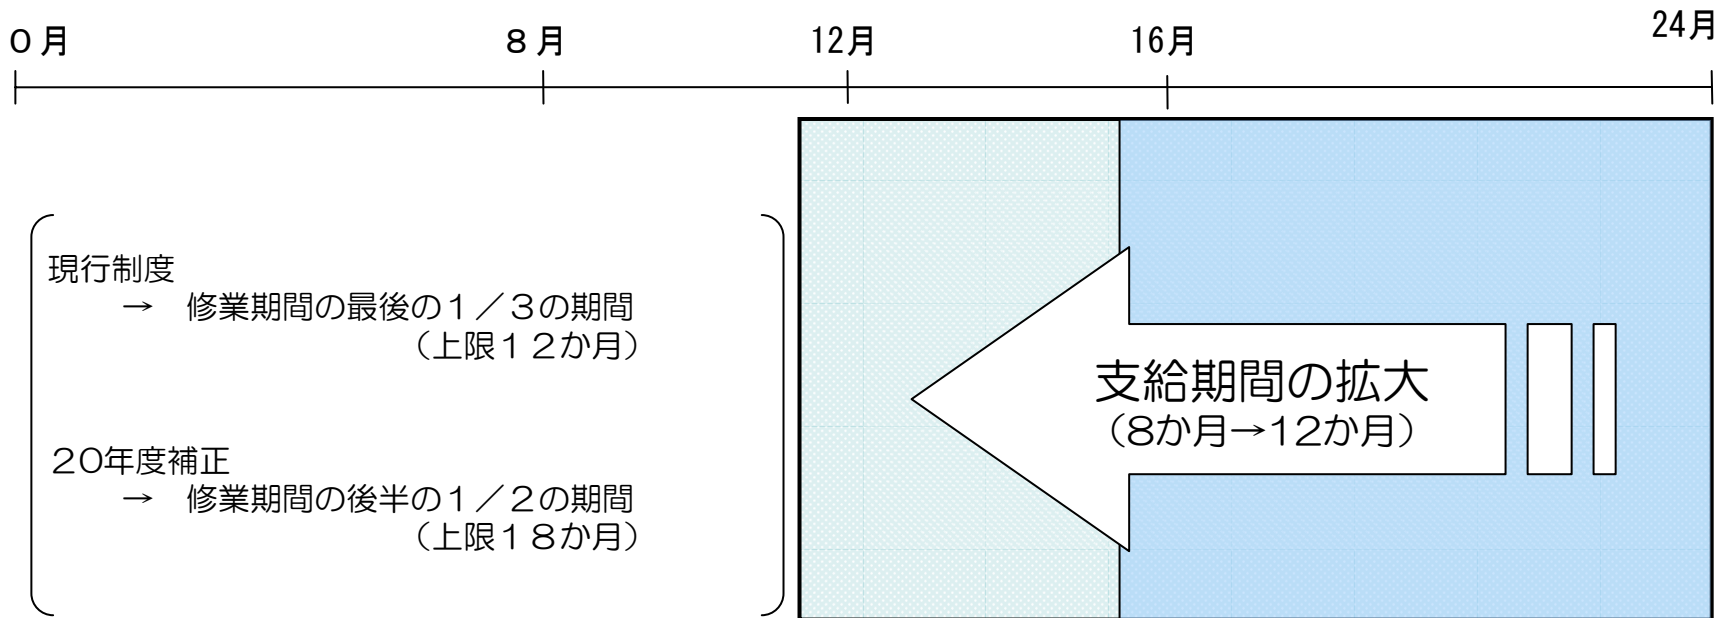 ０月 ８月 12月 16月 24月
現行制度
→ 修業期間の最後の１／３の期間
（上限１２か月）
２０年度補正
→ 修業期間の後半の１／２の期間
（上限１８か月）
支給期間の拡大
（8か月→12か月）